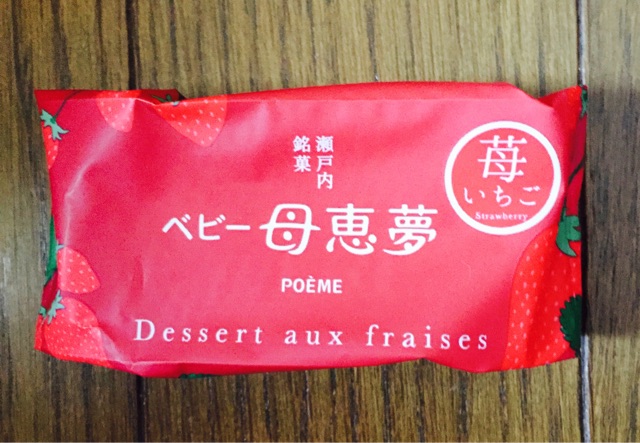 瀬戸内
銘菓
ベビー母恵夢
POÈME
Dessert aux fraises
苺
いちご
Strawberry